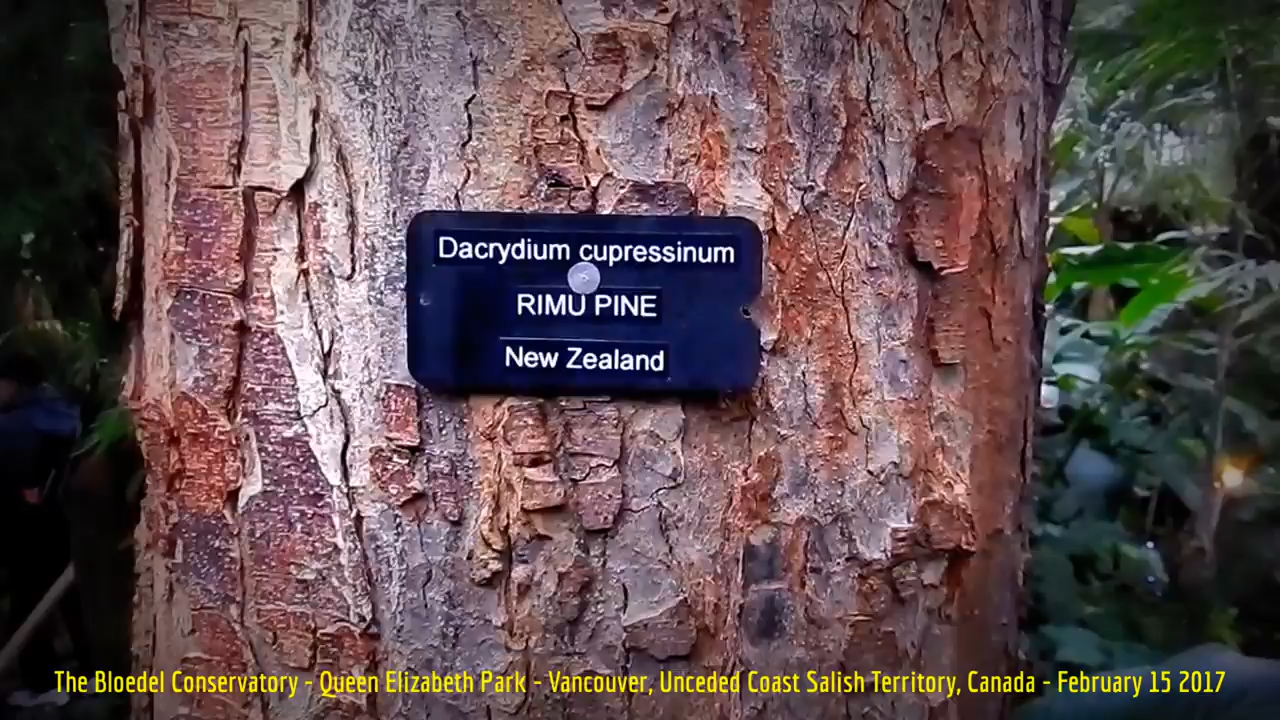 Dacrydium cupressinum
RIMU PINE
New Zealand
The Bloedel Conservatory - Queen Elizabeth Park - Vancouver, Unceded Coast Salish Territory, Canada - February 15 2017